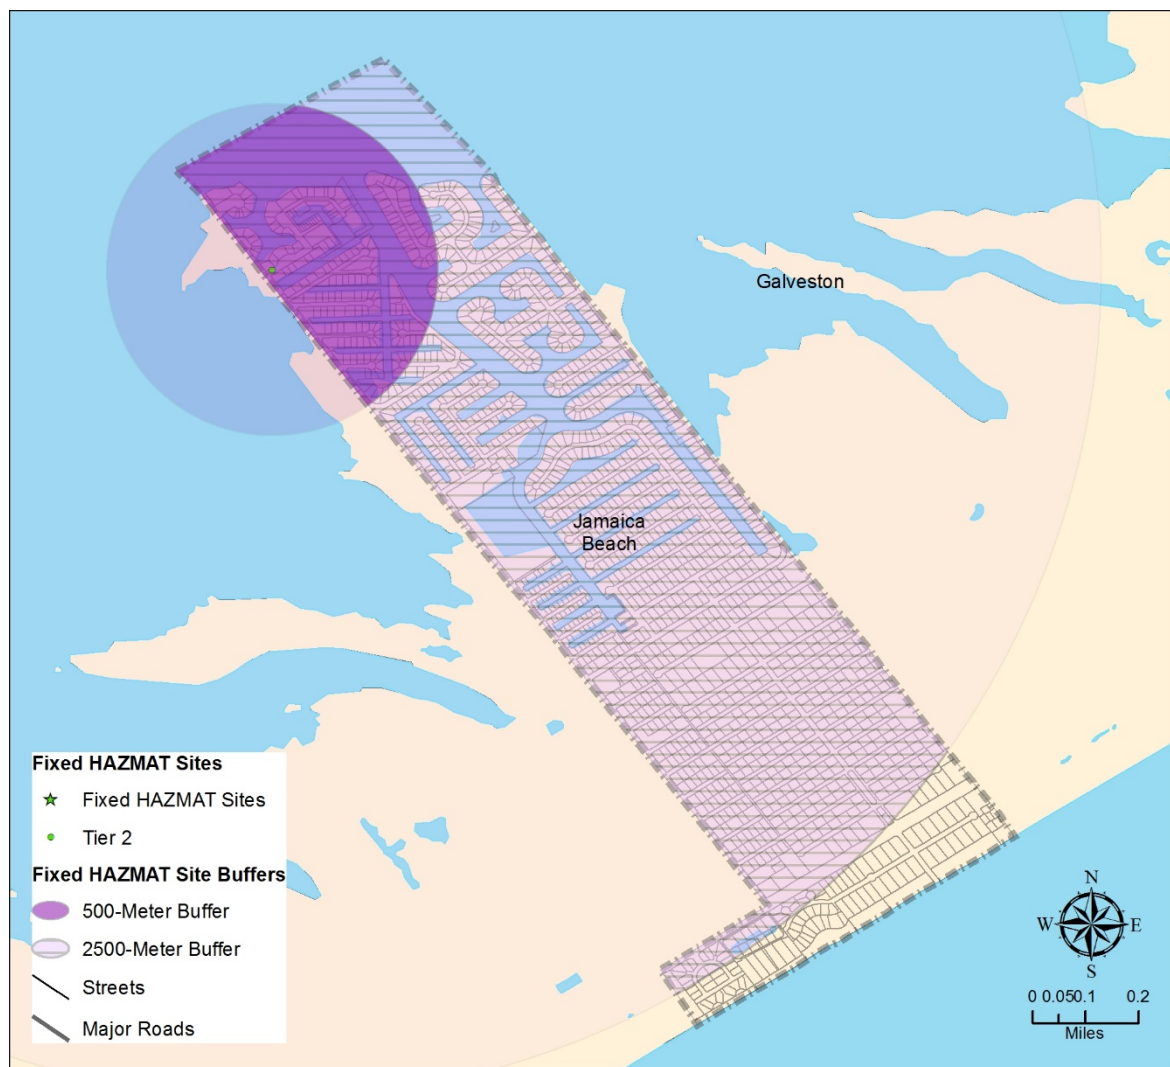 Galveston
Jamaica
Beach
Fixed HAZMAT Sites
Fixed HAZMAT Sites
Tier 2
Fixed HAZMAT Site Buffers
500-Meter Buffer
2500-Meter Buffer
Streets
Major Roads
N
W E
S
0 0.050.1 0.2
Miles